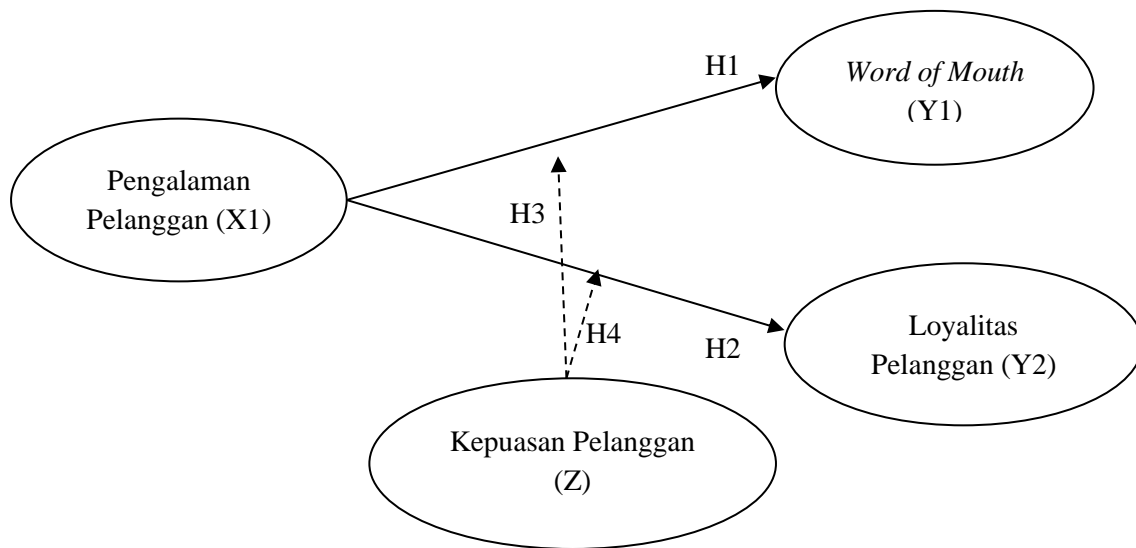 H1
Word of Mouth
(Y1)
Pengalaman
Pelanggan (X1)
H3
H4
H2
Loyalitas
Pelanggan (Y2)
Kepuasan Pelanggan
(Z)